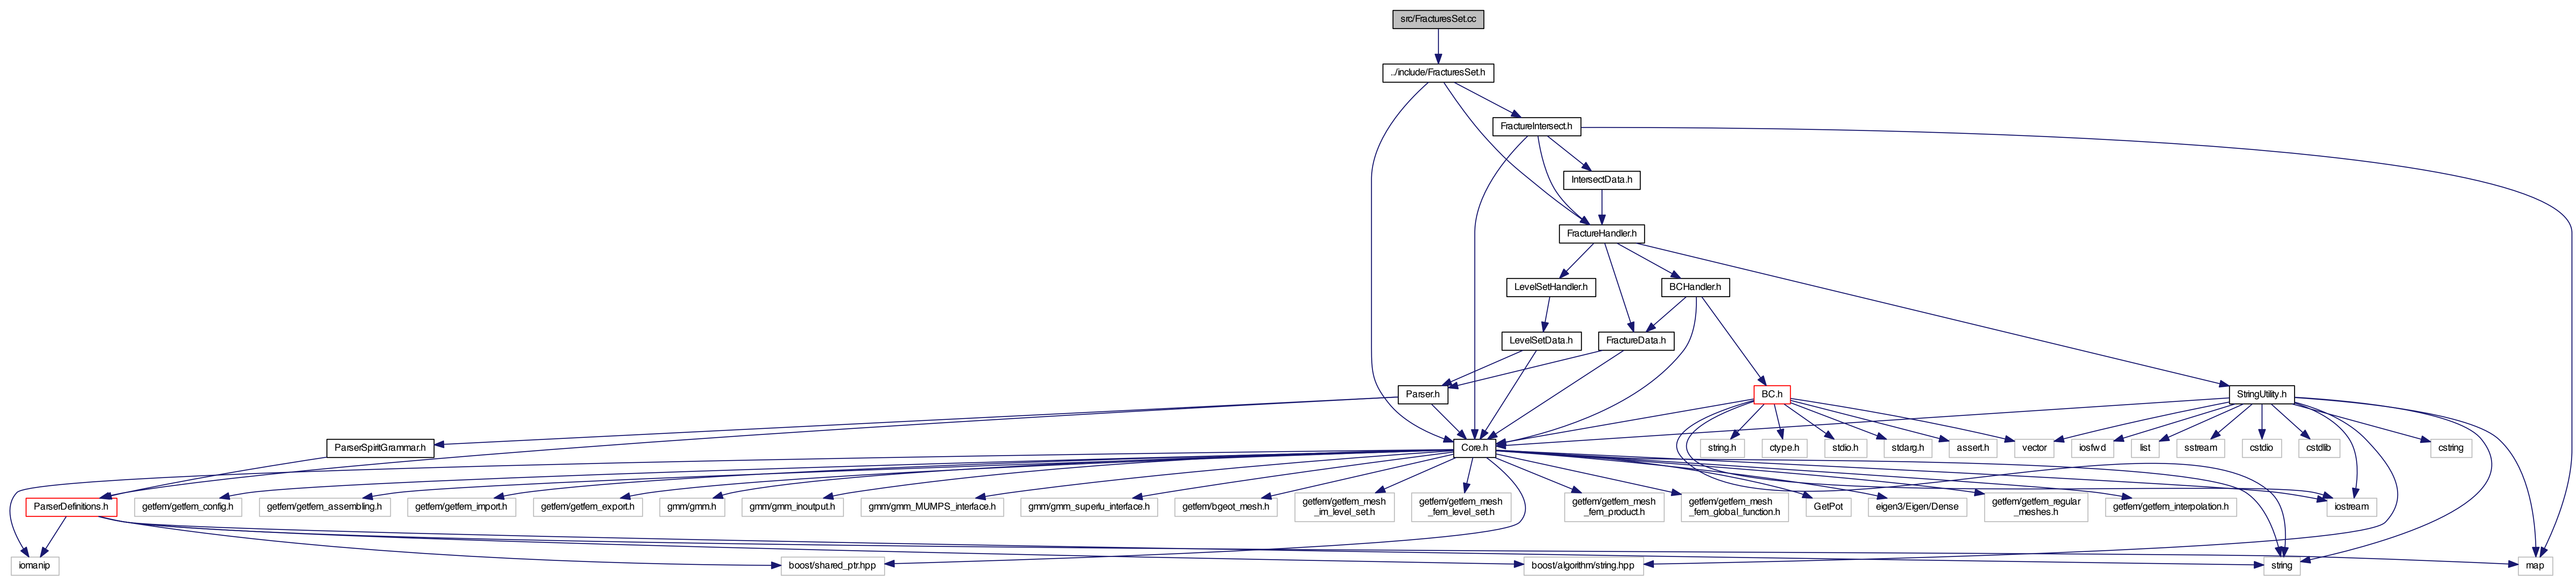 src/FracturesSet.cc
../include/FracturesSet.h
FractureIntersect.h
IntersectData.h
FractureHandler.h
LevelSetHandler.h
BCHandler.h
LevelSetData.h
FractureData.h
Parser.h
BC.h
StringUtility.h
ParserSpiritGrammar.h
Core.h
string.h
ctype.h
stdio.h
stdarg.h
assert.h
vector
iosfwd
list
sstream
cstdio
cstdlib
cstring
ParserDefinitions.h
getfem/getfem_config.h
getfem/getfem_assembling.h
getfem/getfem_import.h
getfem/getfem_export.h
gmm/gmm.h
gmm/gmm_inoutput.h
gmm/gmm_MUMPS_interface.h
gmm/gmm_superlu_interface.h
getfem/bgeot_mesh.h
getfem/getfem_mesh
_im_level_set.h
getfem/getfem_mesh
_fem_level_set.h
getfem/getfem_mesh
_fem_product.h
getfem/getfem_mesh
_fem_global_function.h
GetPot
eigen3/Eigen/Dense
getfem/getfem_regular
_meshes.h
getfem/getfem_interpolation.h
iostream
iomanip
boost/shared_ptr.hpp
boost/algorithm/string.hpp
string
map